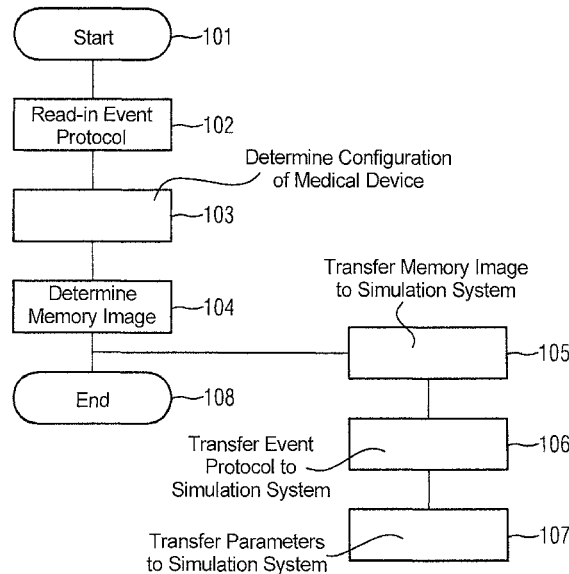 Start
101
Read-in Event
Protocol
102
Determine Configuration
of Medical Device
103
Determine
Memory Image
104
Transfer Memory Image
to Simulation System
105
End
108
Transfer Event
Protocol to
Simulation System
106
Transfer Parameters
to Simulation System
107